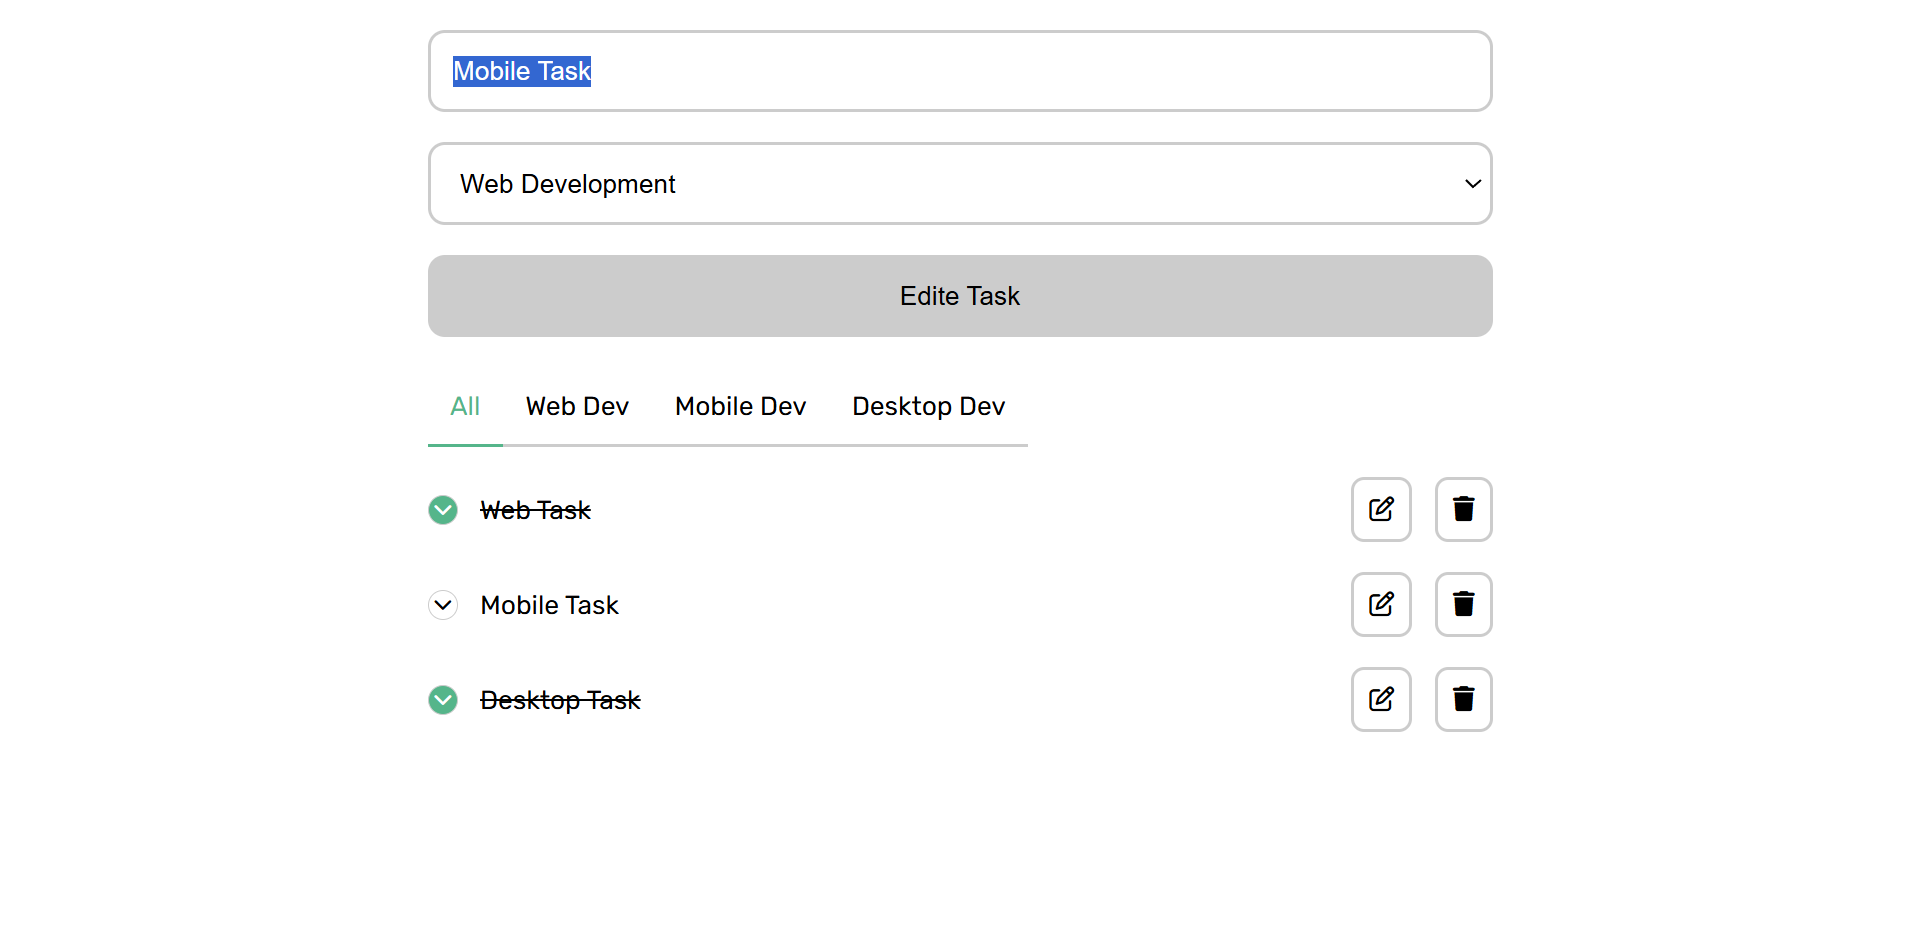 Mobile Task
Web Development
Edite Task
All Web Dev Mobile Dev Desktop Dev
Web Task
Mobile Task
Desktop Task